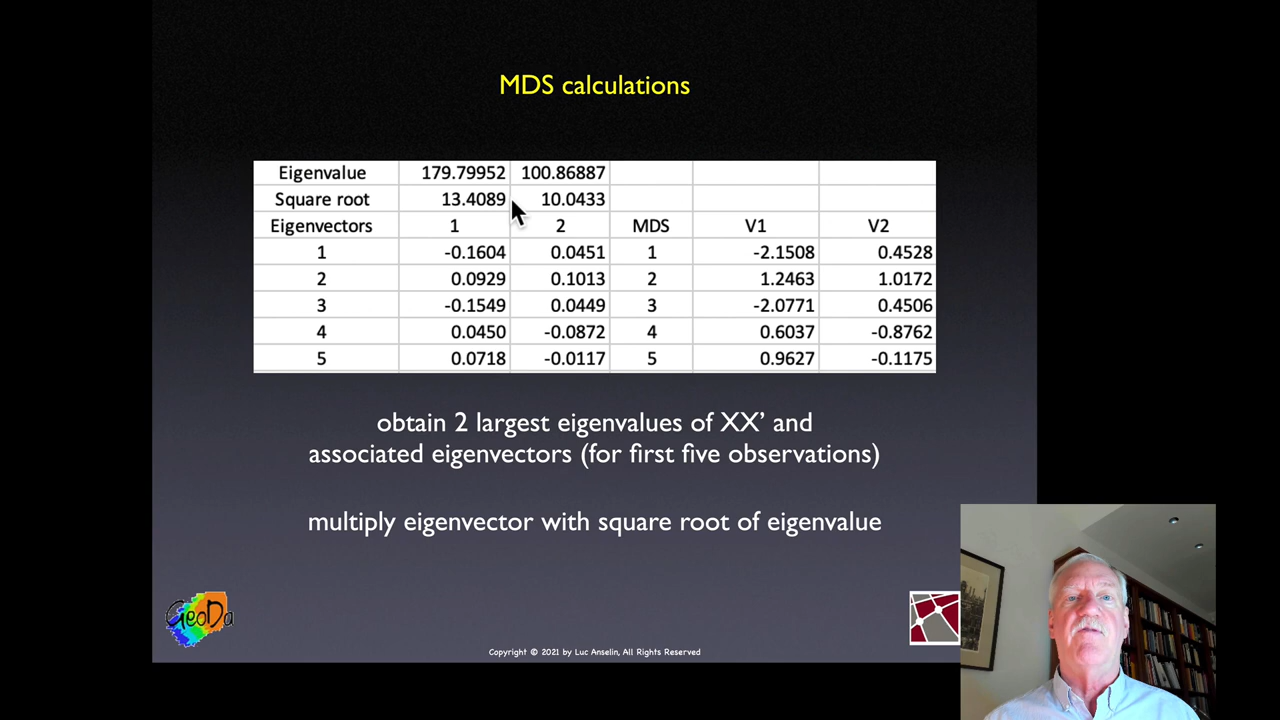 MDS calculations
Eigenvalue 179.79952 100.86887
Square root 13.4089 10.0433
Eigenvectors 1 2 MDS V1 V2
1 -0.1604 0.0451 1 -2.1508 0.4528
2 0.0929 0.1013 2 1.2463 1.0172
3 -0.1549 0.0449 3 -2.0771 0.4506
4 0.0450 -0.0872 4 0.6037 -0.8762
5 0.0718 -0.0117 5 0.9627 -0.1175
obtain 2 largest eigenvalues of XX’ and
associated eigenvectors (for first five observations)
multiply eigenvector with square root of eigenvalue
GeoDa
Copyright © 2021 by Luc Anselin, All Rights Reserved